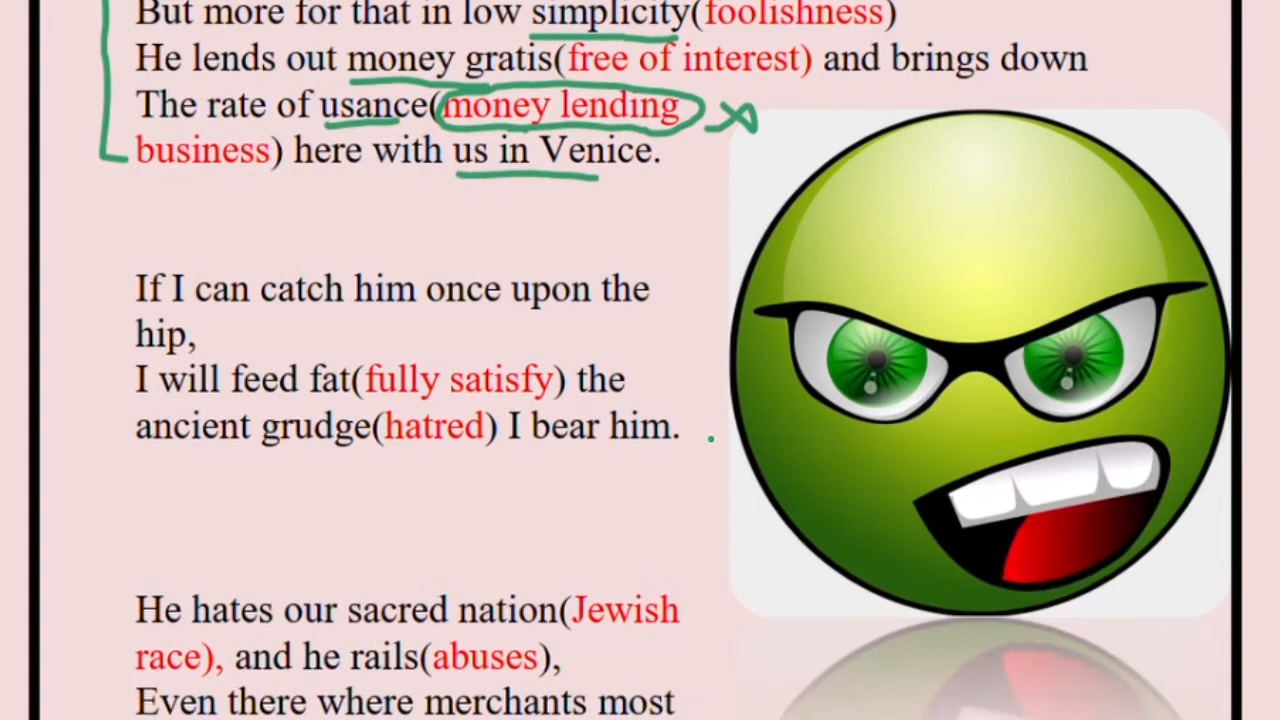 But more for that in low simplicity(foolishness)
He lends out money gratis(free of interest) and brings down
The rate of usance(money lending
business) here with us in Venice.
If I can catch him once upon the
hip,
I will feed fat(fully satisfy) the
ancient grudge(hatred) I bear him.
He hates our sacred nation(Jewish
race), and he rails(abuses),
Even there where merchants most